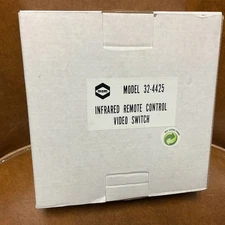 MODEL 32-4425
INFRARED REMOTE CONTROL
VIDEO SWITCH